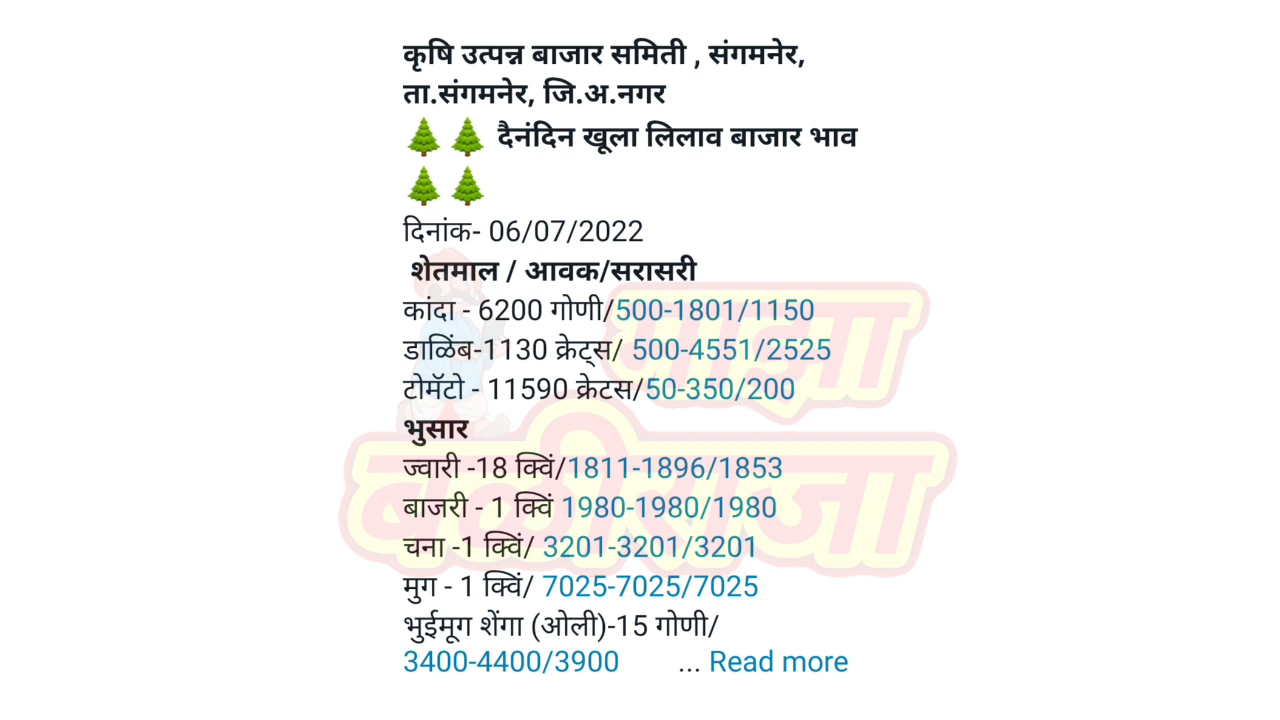 कृषि उत्पन्न बाजार समिती , संगमनेर,
ता.संगमनेर, जि.अ.नगर
🌲🌲 दैनंदिन खूला लिलाव बाजार भाव
🌲🌲
दिनांक- 06/07/2022
शेतमाल / आवक/सरासरी
कांदा - 6200 गोणी/500-1801/1150
डाळिंब-1130 क्रेट्स/ 500-4551/2525
टोमॅटो - 11590 क्रेटस/50-350/200
भुसार
ज्वारी -18 क्विं/1811-1896/1853
बाजरी - 1 क्विं 1980-1980/1980
चना -1 क्विं/ 3201-3201/3201
मुग - 1 क्विं/ 7025-7025/7025
भुईमूग शेंगा (ओली)-15 गोणी/
3400-4400/3900 ... Read more
माझा
बळीराजा